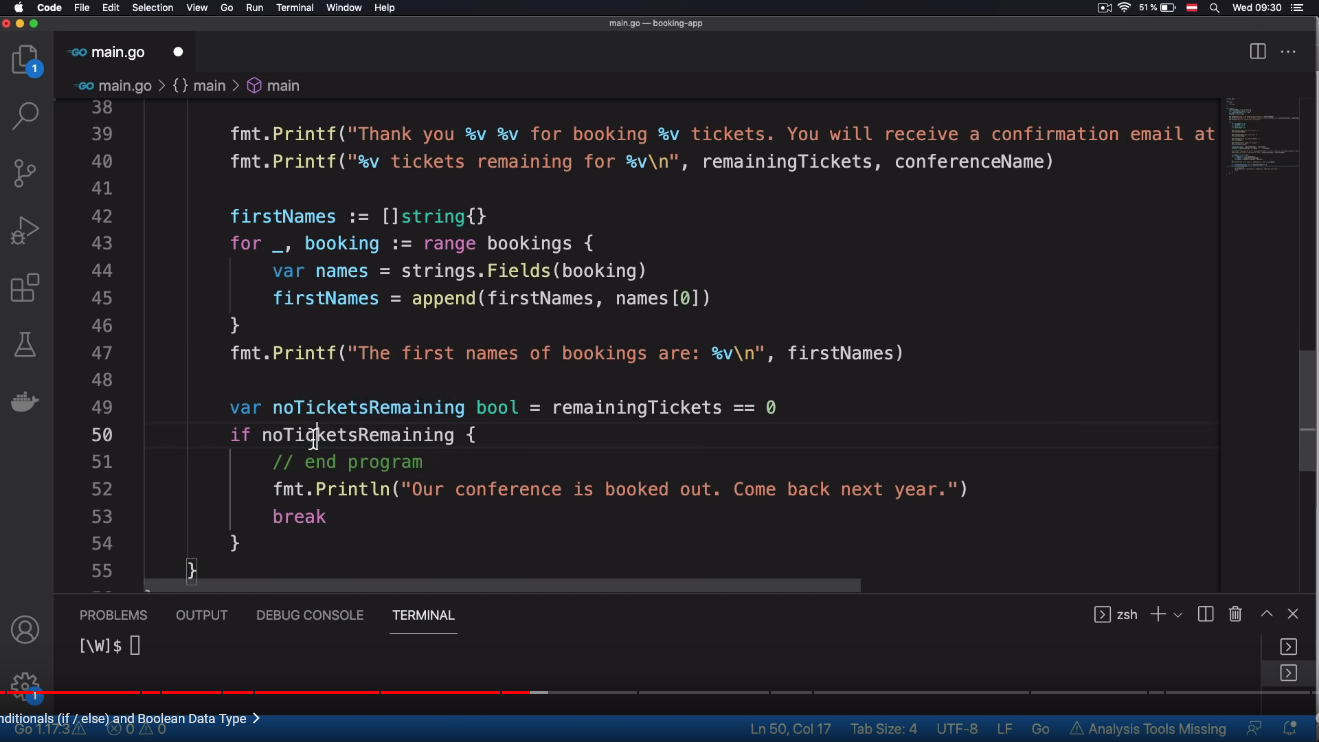 Code File Edit Selection View Go Run Terminal Window Help 51% Wed 09:30
main.go — booking-app
GO main.go
1
GO main.go > {} main > main
38
39 fmt.Printf("Thank you %v %v for booking %v tickets. You will receive a confirmation email at
40 fmt.Printf("%v tickets remaining for %v\n", remainingTickets, conferenceName)
41
42 firstNames := []string{}
43 for _, booking := range bookings {
44 var names = strings.Fields(booking)
45 firstNames = append(firstNames, names[0])
46 }
47 fmt.Printf("The first names of bookings are: %v\n", firstNames)
48
49 var noTicketsRemaining bool = remainingTickets == 0
50 if noTicketsRemaining {
51 // end program
52 fmt.Println("Our conference is booked out. Come back next year.")
53 break
54 }
55 }
PROBLEMS OUTPUT DEBUG CONSOLE TERMINAL zsh
[\W]$
1
nditionals (if / else) and Boolean Data Type >
Go 1.17.3 0 0 Ln 50, Col 17 Tab Size: 4 UTF-8 LF Go Analysis Tools Missing